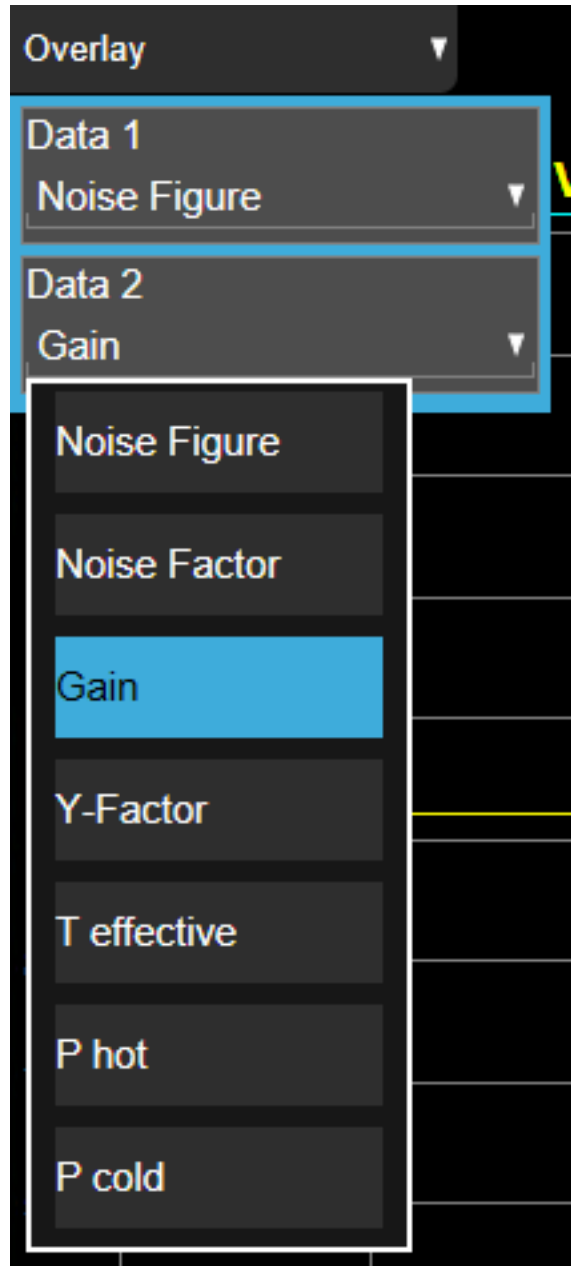 Overlay
Data 1
Noise Figure
Data 2
Gain
Noise Figure
Noise Factor
Gain
Y-Factor
T effective
P hot
P cold